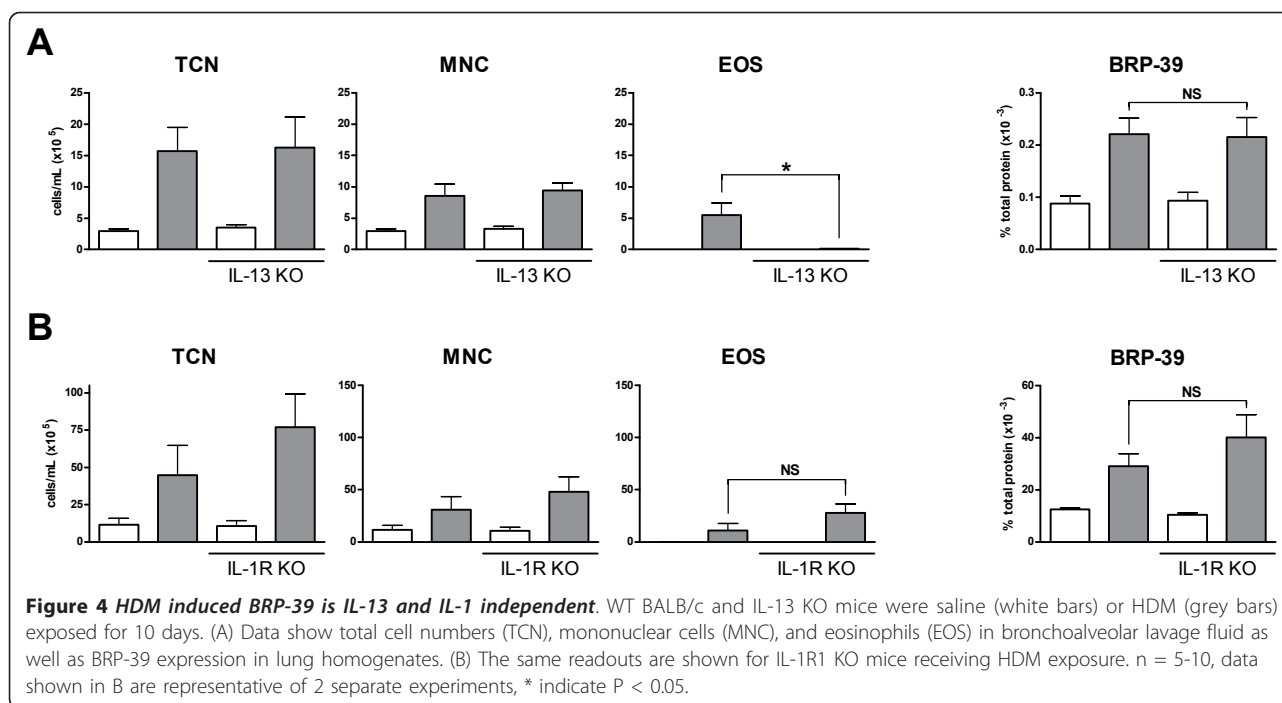 A
TCN
MNC
EOS
BRP-39
cells/mL (x10 5)
25
20
15
10
5
0
IL-13 KO
25
20
15
10
5
0
IL-13 KO
25
20
15
10
5
0
*
IL-13 KO
% total protein (x10 -3)
0.3
0.2
0.1
0.0
NS
IL-13 KO
B
TCN
MNC
EOS
BRP-39
cells/mL (x10 5)
100
75
50
25
0
IL-1R KO
150
100
50
0
IL-1R KO
150
100
50
0
NS
IL-1R KO
% total protein (x10 -3)
60
40
20
0
NS
IL-1R KO
Figure 4 HDM induced BRP-39 is IL-13 and IL-1 independent. WT BALB/c and IL-13 KO mice were saline (white bars) or HDM (grey bars)
exposed for 10 days. (A) Data show total cell numbers (TCN), mononuclear cells (MNC), and eosinophils (EOS) in bronchoalveolar lavage fluid as
well as BRP-39 expression in lung homogenates. (B) The same readouts are shown for IL-1R1 KO mice receiving HDM exposure. n = 5-10, data
shown in B are representative of 2 separate experiments, * indicate P < 0.05.